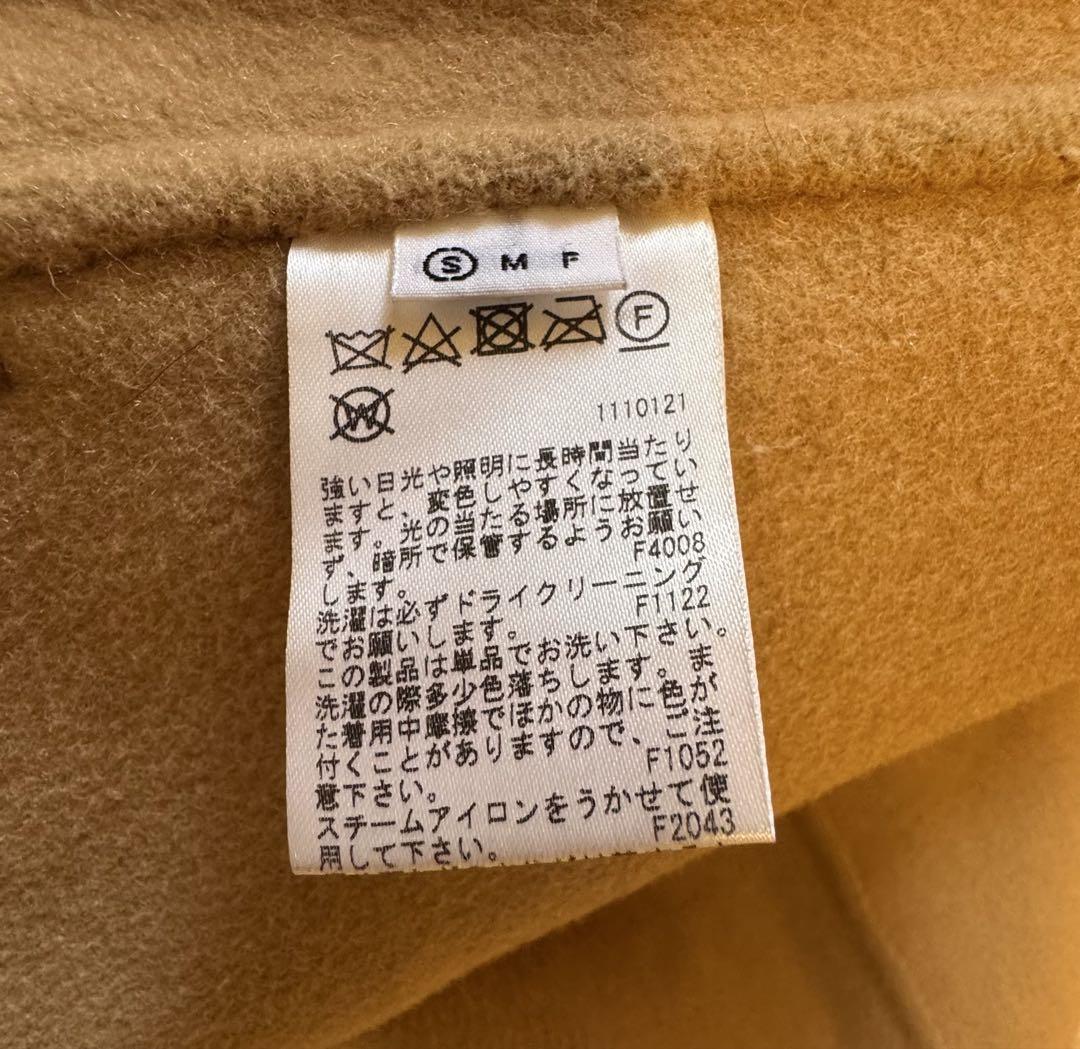 S M F
F
W
1110121
強い日光や照明に長時間当たり
ますと、変色しやすくなってい
ます。光の当たる場所に放置せ
ず、暗所で保管するようお願い
します。
F4008
洗濯は必ずドライクリーニング
でお願いします。
F1122
この製品は単品でお洗い下さい。
洗濯の際は多少色落ちします。ま
た着用中摩擦でほかの物に、色が
付くことがありますので、ご注
意下さい。
F1052
スチームアイロンをうかせて使
用して下さい。
F2043